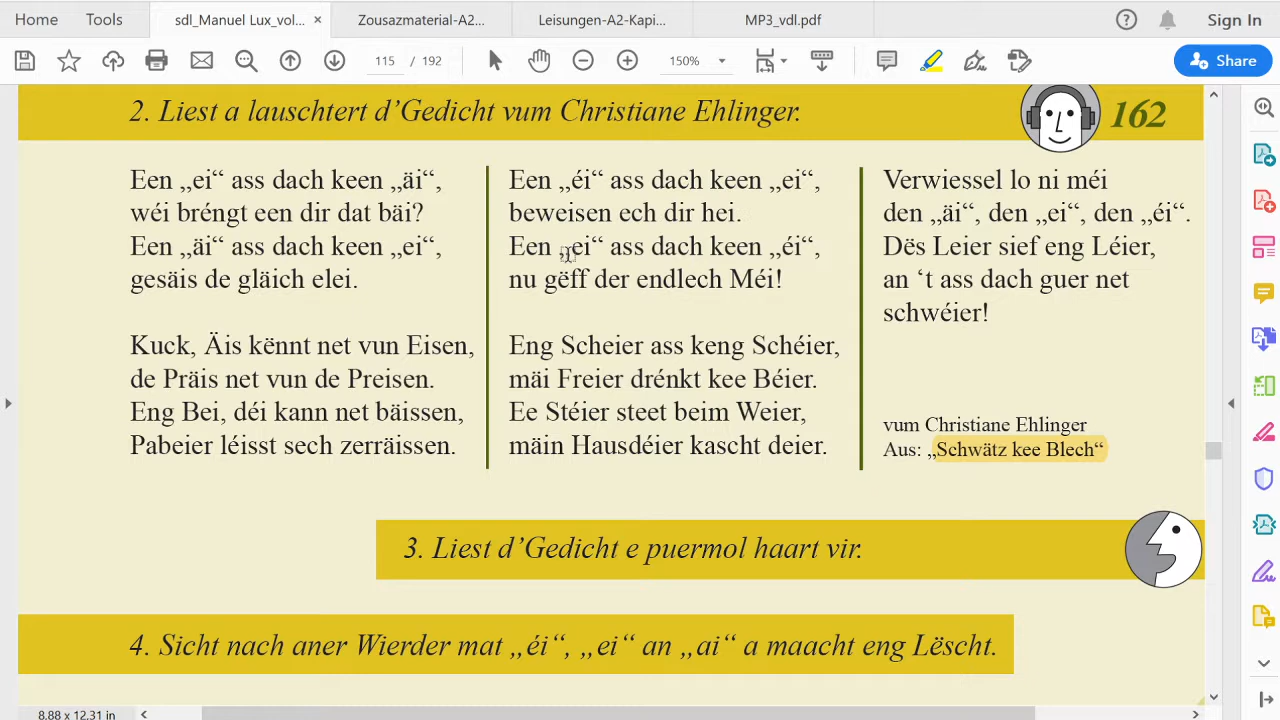 Home
Tools
sdl_Manuel Lux_vol... ×
Zousazmaterial-A2...
Leisungen-A2-Kapi...
MP3_vdl.pdf
Sign In
115 / 192
150%
Share
2. Liest a lauschtert d’Gedicht vum Christiane Ehlinger.
162
Een „ei“ ass dach keen „äi“,
wéi bréngt een dir dat bäi?
Een „äi“ ass dach keen „ei“,
gesäis de gläich elei.
Kuck, Äis kënnt net vun Eisen,
de Präis net vun de Preisen.
Eng Bei, déi kann net bäissen,
Pabeier léisst sech zerräissen.
Een „éi“ ass dach keen „ei“,
beweisen ech dir hei.
Een „ei“ ass dach keen „éi“,
nu gëff der endlech Méi!
Eng Scheier ass keng Schéier,
mäi Freier drénkt kee Béier.
Ee Stéier steet beim Weier,
mäin Hausdéier kascht deier.
Verwiessel lo ni méi
den „äi“, den „ei“, den „éi“.
Dës Leier sief eng Léier,
an ‘t ass dach guer net
schwéier!
vum Christiane Ehlinger
Aus: „Schwätz kee Blech“
3. Liest d’Gedicht e puermol haart vir.
4. Sicht nach aner Wierder mat „éi“, „ei“ an „ai“ a maacht eng Lëscht.
8.88 x 12.31 in